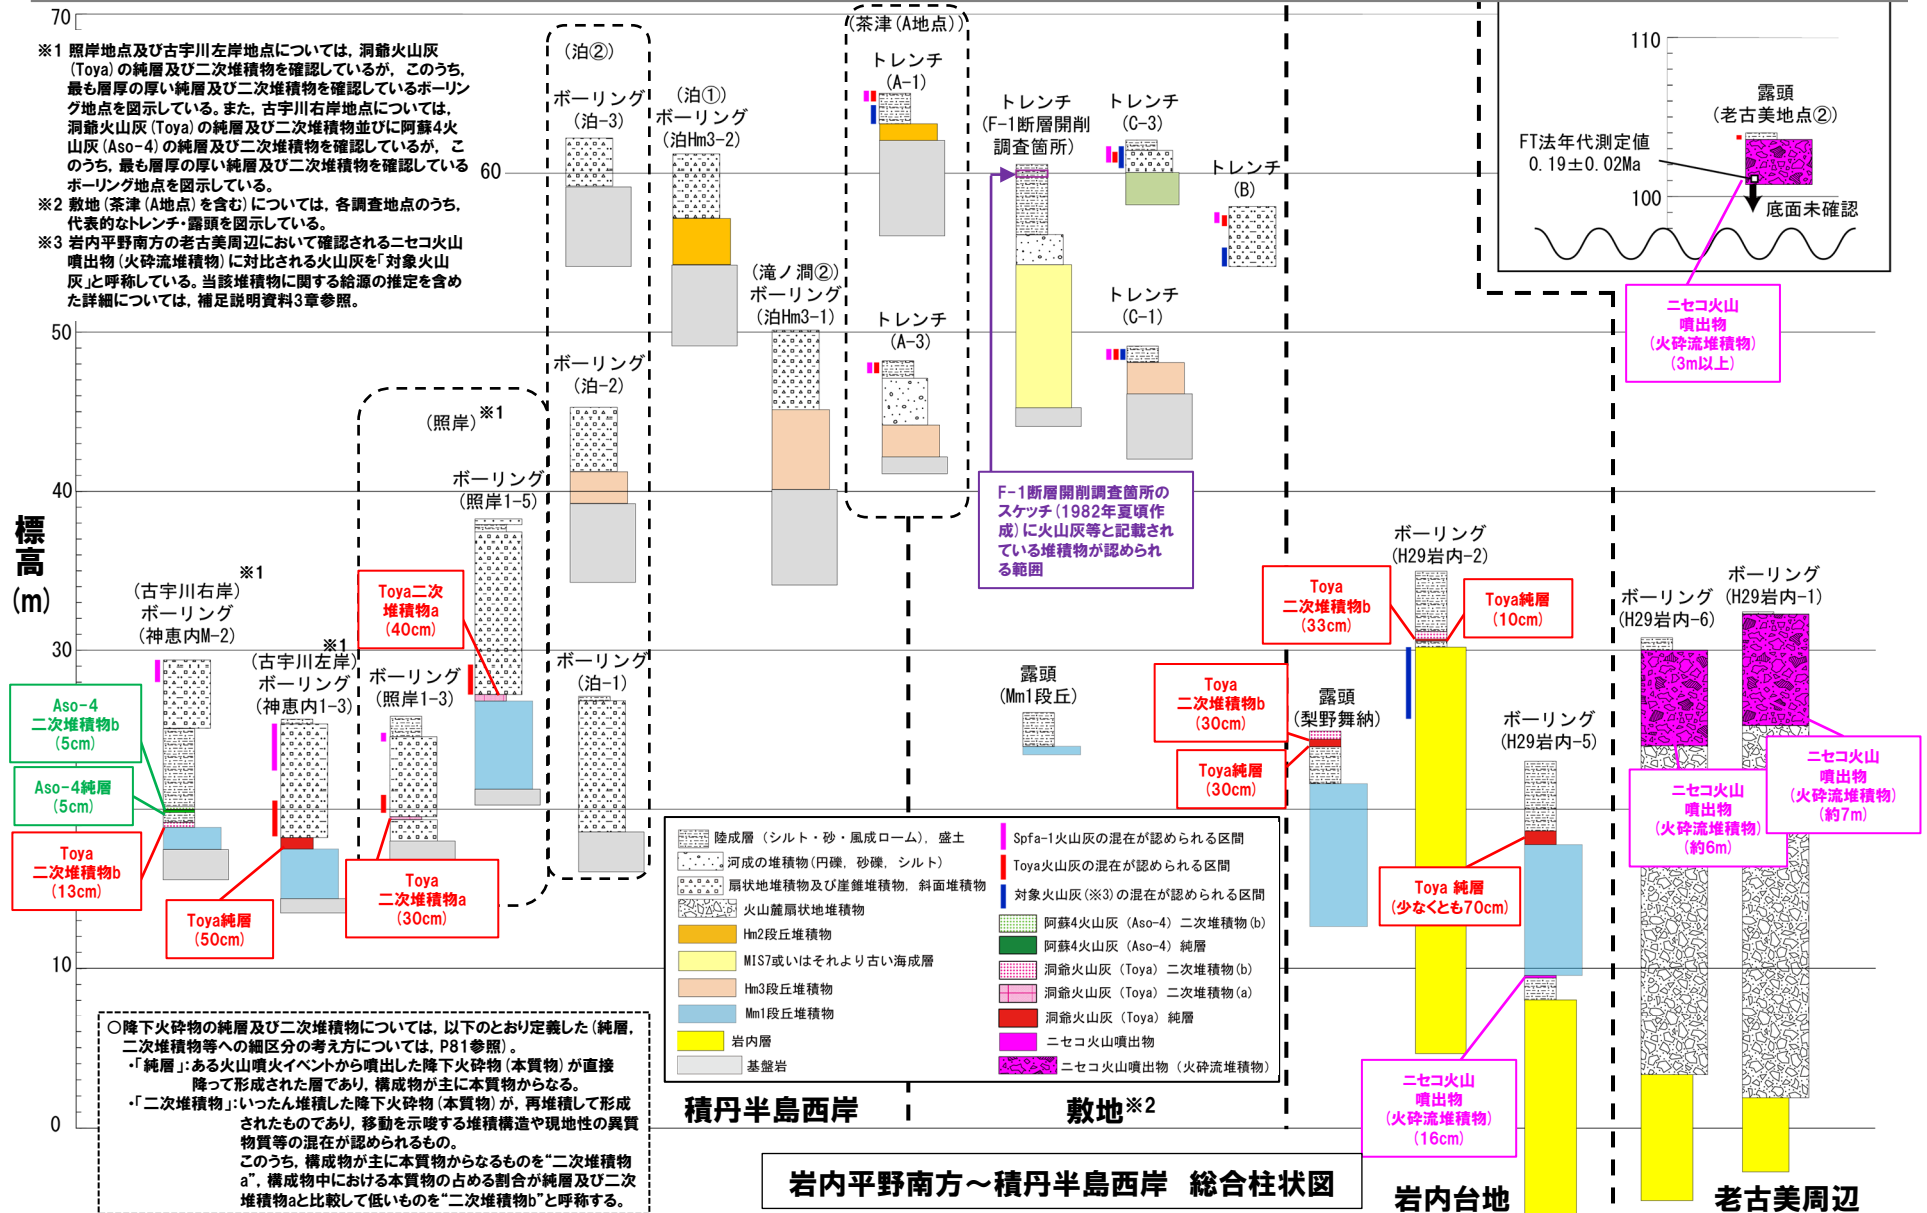 70
60
50
40
30
10
0
標高
(m)
※1 照岸地点及び古宇川左岸地点については，洞爺火山灰
(Toya)の純層及び二次堆積物を確認しているが，このうち，
最も層厚の厚い純層及び二次堆積物を確認しているボーリン
グ地点を図示している。また，古宇川右岸地点については，
洞爺火山灰(Toya)の純層及び二次堆積物並びに阿蘇4火
山灰(Aso-4)の純層及び二次堆積物を確認しているが，こ
のうち，最も層厚の厚い純層及び二次堆積物を確認している
ボーリング地点を図示している。
※2 敷地(茶津(A地点)を含む)については，各調査地点のうち，
代表的なトレンチ・露頭を図示している。
※3 岩内平野南方の老古美周辺において確認されるニセコ火山
噴出物(火砕流堆積物)に対比される火山灰を「対象火山
灰」と呼称している。当該堆積物に関する給源の推定を含め
た詳細については，補足説明資料3章参照。
(泊②)
ボーリング
(泊-3)
(泊①)
ボーリング
(泊Hm3-2)
(滝ノ澗②)
ボーリング
(泊Hm3-1)
(茶津(A地点))
トレンチ
(A-1)
トレンチ
(A-3)
トレンチ
(F-1断層開削
調査箇所)
トレンチ
(C-3)
トレンチ
(B)
トレンチ
(C-1)
110
100
露頭
(老古美地点②)
FT法年代測定値
0.19±0.02Ma
底面未確認
ニセコ火山
噴出物
(火砕流堆積物)
(3m以上)
ボーリング
(泊-2)
(照岸)※1
ボーリング
(照岸1-5)
F-1断層開削調査箇所の
スケッチ(1982年夏頃作
成)に火山灰等と記載され
ている堆積物が認められ
る範囲
(古宇川右岸)※1
ボーリング
(神恵内M-2)
(古宇川左岸)※1
ボーリング
(神恵内1-3)
ボーリング
(照岸1-3)
ボーリング
(泊-1)
Toya二次
堆積物a
(40cm)
Aso-4
二次堆積物b
(5cm)
Aso-4純層
(5cm)
Toya
二次堆積物b
(13cm)
Toya純層
(50cm)
Toya
二次堆積物a
(30cm)
露頭
(Mm1段丘)
ボーリング
(H29岩内-2)
Toya
二次堆積物b
(33cm)
Toya純層
(10cm)
Toya
二次堆積物b
(30cm)
Toya純層
(30cm)
露頭
(梨野舞納)
ボーリング
(H29岩内-5)
Toya 純層
(少なくとも70cm)
ニセコ火山
噴出物
(火砕流堆積物)
(16cm)
ボーリング
(H29岩内-6)
ボーリング
(H29岩内-1)
ニセコ火山
噴出物
(火砕流堆積物)
(約6m)
ニセコ火山
噴出物
(火砕流堆積物)
(約7m)
陸成層（シルト・砂・風成ローム），盛土
河成の堆積物(円礫，砂礫，シルト)
扇状地堆積物及び崖錐堆積物，斜面堆積物
火山麓扇状地堆積物
Hm2段丘堆積物
MIS7或いはそれより古い海成層
Hm3段丘堆積物
Mm1段丘堆積物
岩内層
基盤岩
Spfa-1火山灰の混在が認められる区間
Toya火山灰の混在が認められる区間
対象火山灰(※3)の混在が認められる区間
阿蘇4火山灰（Aso-4）二次堆積物(b)
阿蘇4火山灰（Aso-4）純層
洞爺火山灰（Toya）二次堆積物(b)
洞爺火山灰（Toya）二次堆積物(a)
洞爺火山灰（Toya）純層
ニセコ火山噴出物
ニセコ火山噴出物（火砕流堆積物）
○降下火砕物の純層及び二次堆積物については，以下のとおり定義した(純層，
二次堆積物等への細区分の考え方については，P81参照)。
・「純層」：ある火山噴火イベントから噴出した降下火砕物(本質物)が直接
降って形成された層であり，構成物が主に本質物からなる。
・「二次堆積物」：いったん堆積した降下火砕物(本質物)が，再堆積して形成
されたものであり，移動を示唆する堆積構造や現地性の異質
物質等の混在が認められるもの。
このうち，構成物が主に本質物からなるものを“二次堆積物
a”，構成物中における本質物の占める割合が純層及び二次
堆積物aと比較して低いものを“二次堆積物b”と呼称する。
積丹半島西岸
敷地※2
岩内台地
老古美周辺
岩内平野南方～積丹半島西岸 総合柱状図